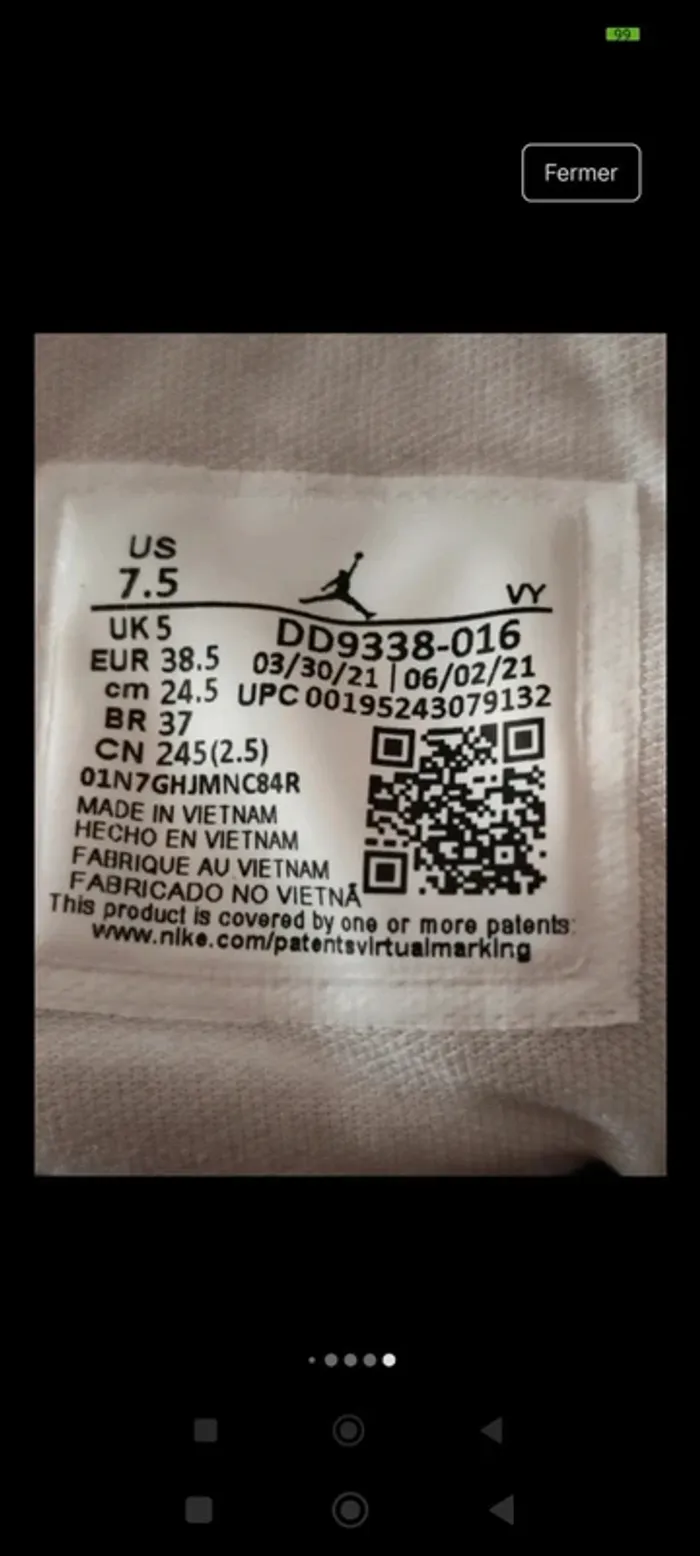 99
Fermer
US
7.5
VY
UK 5
DD9338-016
EUR 38.5
03/30/21 | 06/02/21
cm 24.5
UPC 00195243079132
BR 37
CN 245(2.5)
01N7GHJMNC84R
MADE IN VIETNAM
HECHO EN VIETNAM
FABRIQUE AU VIETNAM
FABRICADO NO VIETNÃ
This product is covered by one or more patents:
www.nike.com/patentsvirtualmarking